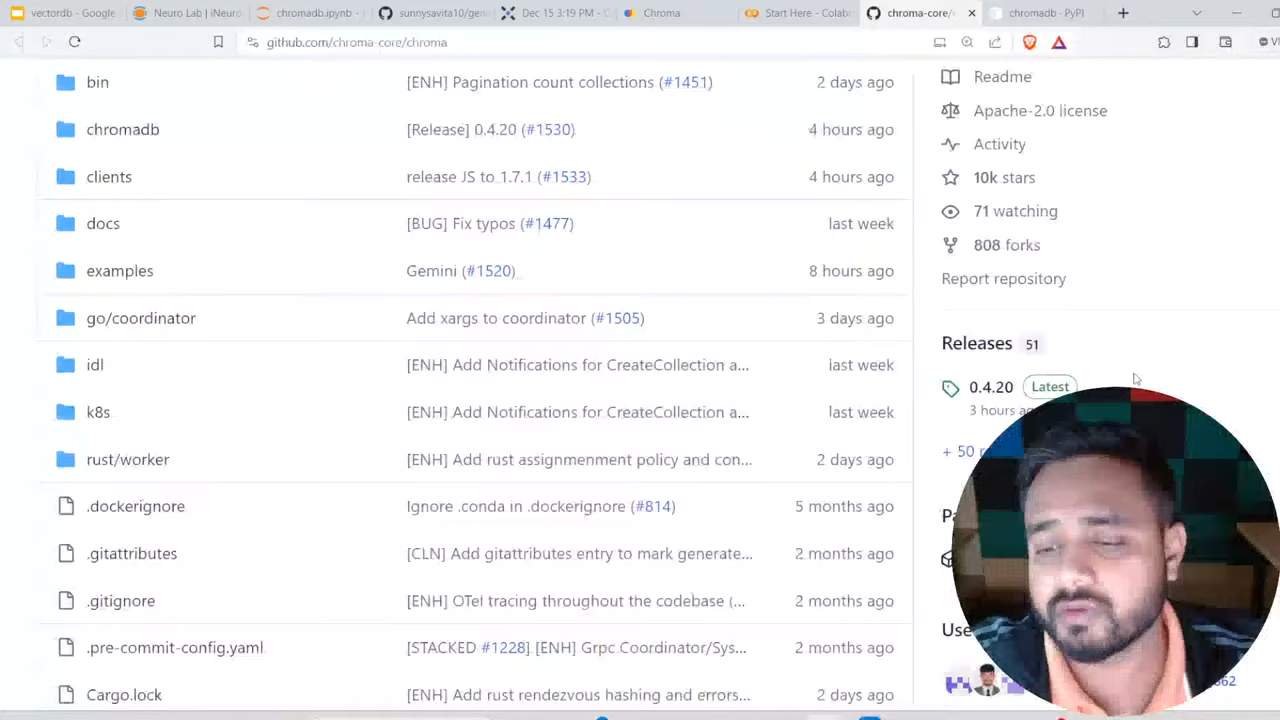 vectordb - Google
Neuro Lab | iNeuro
chromadb.ipynb -
sunnysavita10/gen
Dec 15 3:19 PM - D
Chroma
Start Here - Colab
chroma-core/
chromadb · PyPI
github.com/chroma-core/chroma
bin
[ENH] Pagination count collections (#1451)
2 days ago
chromadb
[Release] 0.4.20 (#1530)
4 hours ago
clients
release JS to 1.7.1 (#1533)
4 hours ago
docs
[BUG] Fix typos (#1477)
last week
examples
Gemini (#1520)
8 hours ago
go/coordinator
Add xargs to coordinator (#1505)
3 days ago
idl
[ENH] Add Notifications for CreateCollection a...
last week
k8s
[ENH] Add Notifications for CreateCollection a...
last week
rust/worker
[ENH] Add rust assignmenment policy and con...
2 days ago
.dockerignore
Ignore .conda in .dockerignore (#814)
5 months ago
.gitattributes
[CLN] Add gitattributes entry to mark generate...
2 months ago
.gitignore
[ENH] OTel tracing throughout the codebase (...
2 months ago
.pre-commit-config.yaml
[STACKED #1228] [ENH] Grpc Coordinator/Sys...
2 months ago
Cargo.lock
[ENH] Add rust rendezvous hashing and errors...
2 days ago
Readme
Apache-2.0 license
Activity
10k stars
71 watching
808 forks
Report repository
Releases 51
0.4.20 Latest
3 hours
+ 50